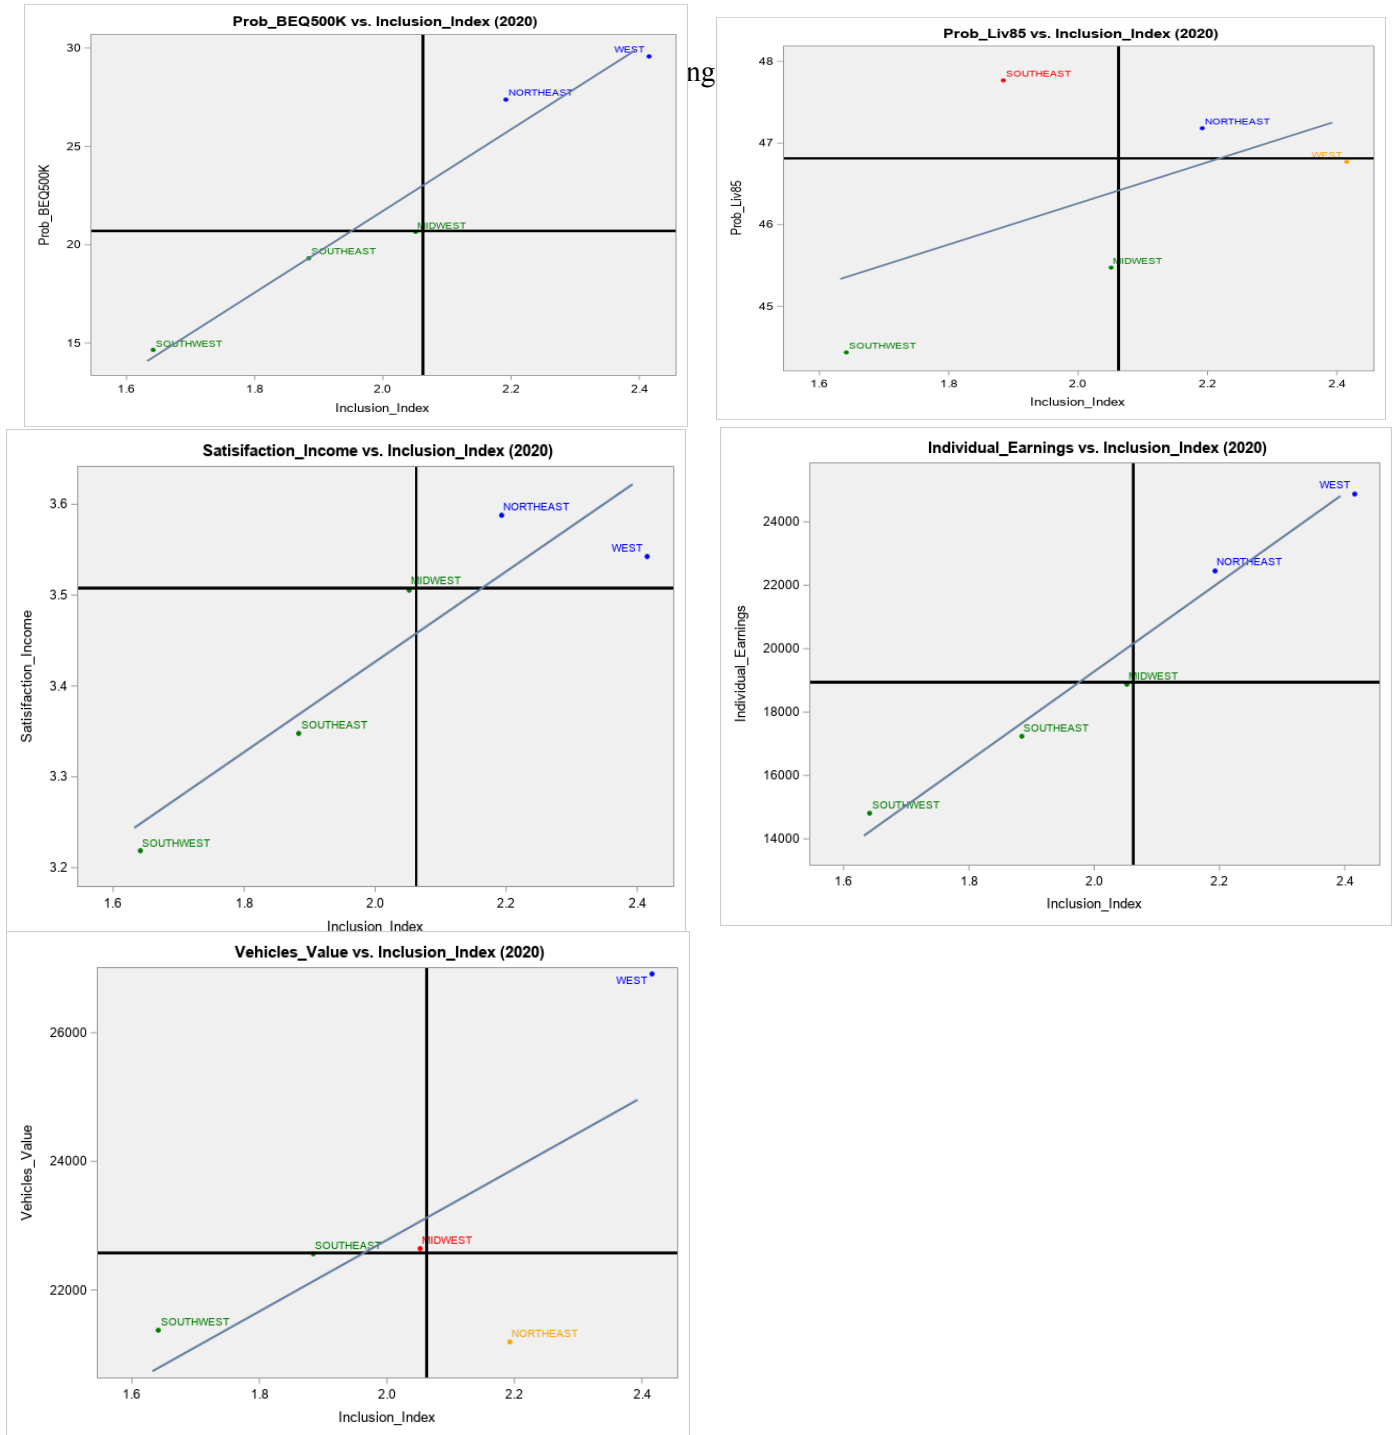 Prob_BEQ500K vs. Inclusion_Index (2020)
30
25
20
15
Prob_BEQ500K
WEST
NORTHEAST
MIDWEST
SOUTHEAST
SOUTHWEST
1.6 1.8 2.0 2.2 2.4
Inclusion_Index
ng
Prob_Liv85 vs. Inclusion_Index (2020)
48
47
46
45
Prob_Liv85
SOUTHEAST
NORTHEAST
WEST
MIDWEST
SOUTHWEST
1.6 1.8 2.0 2.2 2.4
Inclusion_Index
Satisifaction_Income vs. Inclusion_Index (2020)
3.6
3.5
3.4
3.3
3.2
Satisifaction_Income
NORTHEAST
WEST
MIDWEST
SOUTHEAST
SOUTHWEST
1.6 1.8 2.0 2.2 2.4
Inclusion_Index
Individual_Earnings vs. Inclusion_Index (2020)
24000
22000
20000
18000
16000
14000
Individual_Earnings
WEST
NORTHEAST
MIDWEST
SOUTHEAST
SOUTHWEST
1.6 1.8 2.0 2.2 2.4
Inclusion_Index
Vehicles_Value vs. Inclusion_Index (2020)
26000
24000
22000
Vehicles_Value
WEST
SOUTHEAST
MIDWEST
SOUTHWEST
NORTHEAST
1.6 1.8 2.0 2.2 2.4
Inclusion_Index